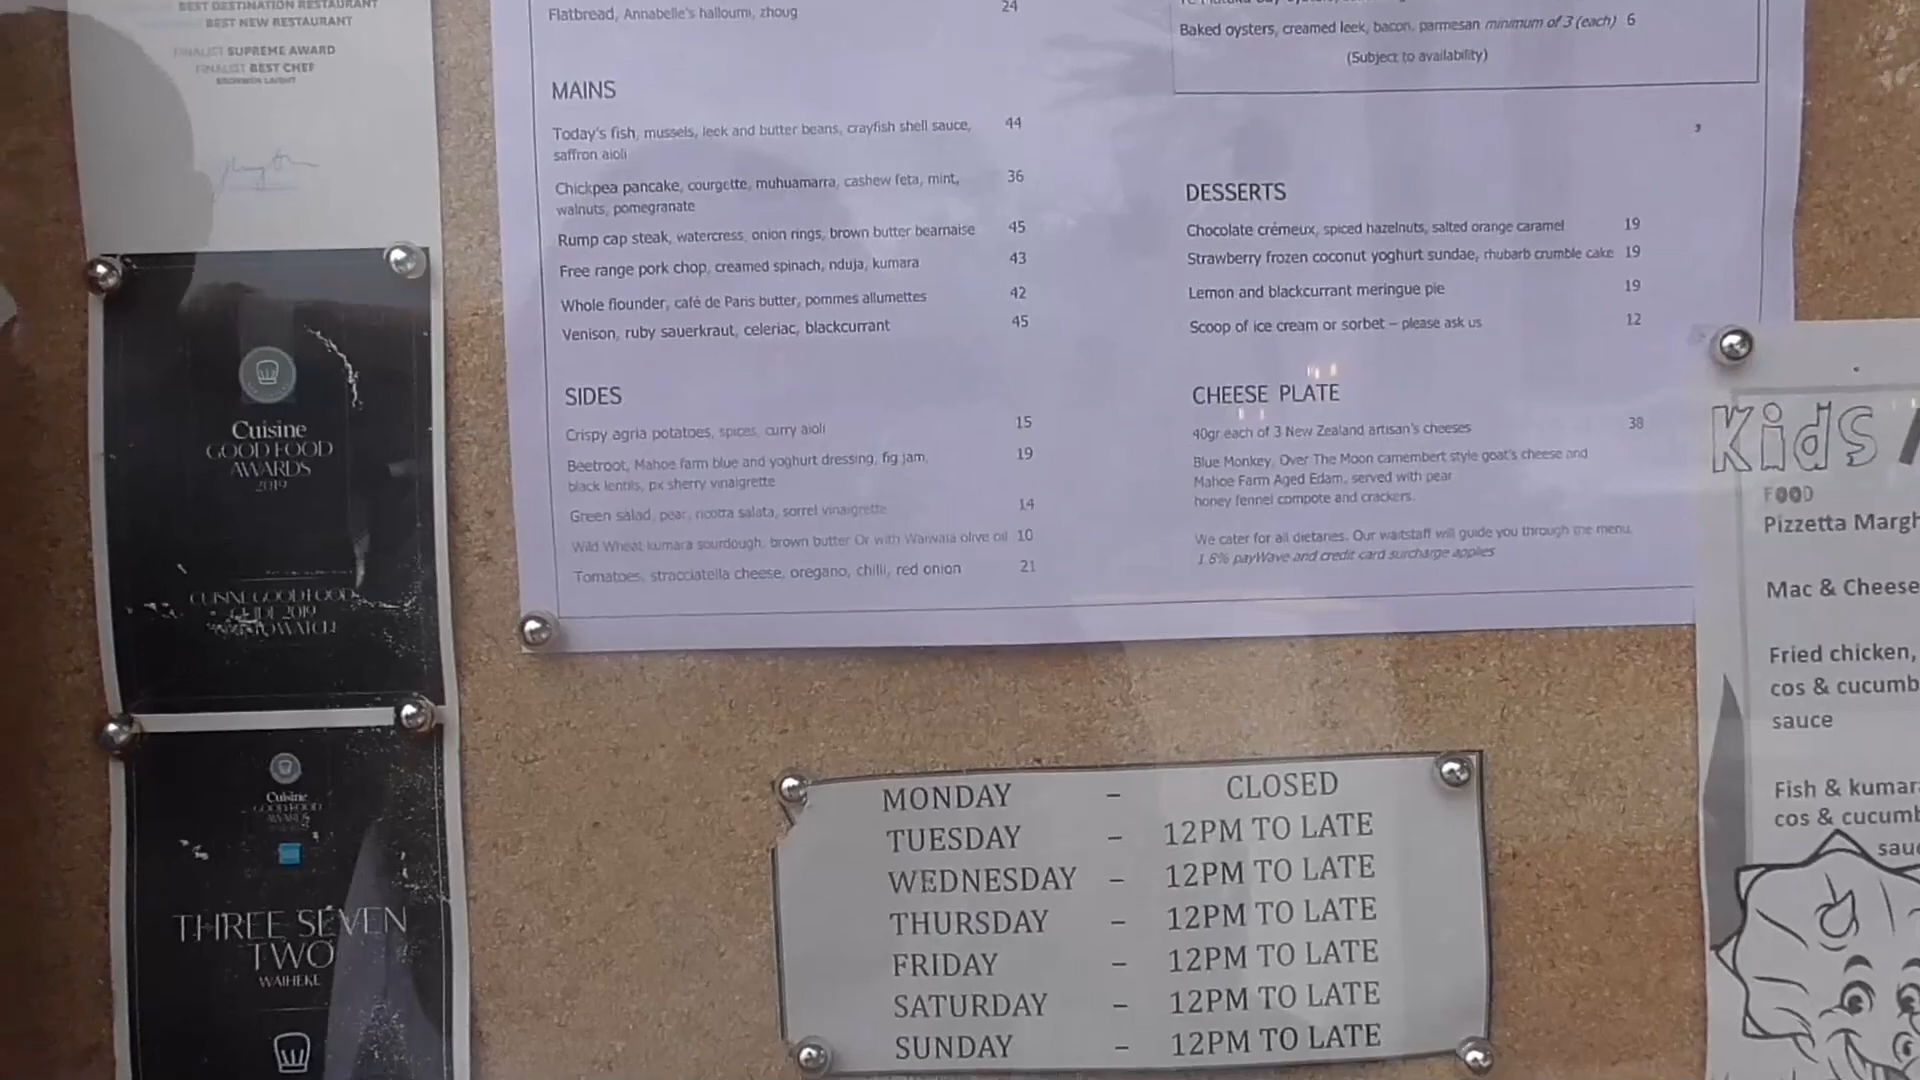 BEST DESTINATION RESTAURANT
BEST NEW RESTAURANT
FINALIST SUPREME AWARD
FINALIST BEST CHEF
Cuisine
GOOD FOOD
AWARDS
2019
CUISINE GOOD FOOD
GUIDE 2019
TO WATCH
Cuisine
GOOD FOOD
AWARDS
THREE SEVEN
TWO
WAIHEKE
Flatbread, Annabelle's halloumi, zhoug 24
MAINS
Today's fish, mussels, leek and butter beans, crayfish shell sauce, 44
saffron aioli
Chickpea pancake, courgette, muhuamarra, cashew feta, mint, 36
walnuts, pomegranate
Rump cap steak, watercress, onion rings, brown butter bearnaise 45
Free range pork chop, creamed spinach, nduja, kumara 43
Whole flounder, café de Paris butter, pommes allumettes 42
Venison, ruby sauerkraut, celeriac, blackcurrant 45
SIDES
Crispy agria potatoes, spices, curry aioli 15
Beetroot, Mahoe farm blue and yoghurt dressing, fig jam, 19
black lentils, px sherry vinaigrette
Green salad, pear, ricotta salata, sorrel vinaigrette 14
Wild Wheat kumara sourdough, brown butter Or with Waiwaia olive oil 10
Tomatoes, stracciatella cheese, oregano, chilli, red onion 21
Baked oysters, creamed leek, bacon, parmesan minimum of 3 (each) 6
(Subject to availability)
,
DESSERTS
Chocolate crémeux, spiced hazelnuts, salted orange caramel 19
Strawberry frozen coconut yoghurt sundae, rhubarb crumble cake 19
Lemon and blackcurrant meringue pie 19
Scoop of ice cream or sorbet – please ask us 12
CHEESE PLATE
40gr each of 3 New Zealand artisan's cheeses 38
Blue Monkey, Over The Moon camembert style goat's cheese and
Mahoe Farm Aged Edam, served with pear
honey fennel compote and crackers.
We cater for all dietaries. Our waitstaff will guide you through the menu.
1.8% payWave and credit card surcharge applies
MONDAY – CLOSED
TUESDAY – 12PM TO LATE
WEDNESDAY – 12PM TO LATE
THURSDAY – 12PM TO LATE
FRIDAY – 12PM TO LATE
SATURDAY – 12PM TO LATE
SUNDAY – 12PM TO LATE
Kids
FOOD
Pizzetta Margh
Mac & Cheese
Fried chicken,
cos & cucumb
sauce
Fish & kumar
cos & cucumb
sauc